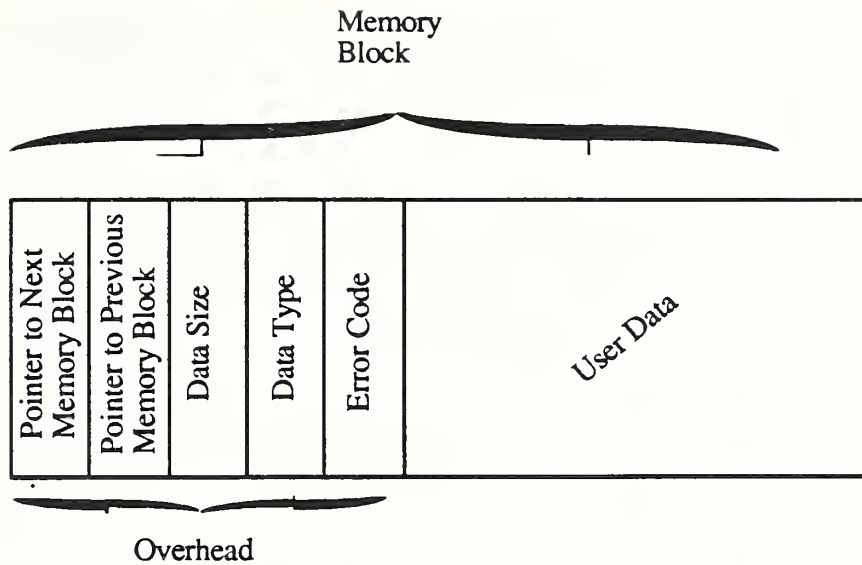 Memory
Block
Pointer to Next
Memory Block
Pointer to Previous
Memory Block
Data Size
Data Type
Error Code
User Data
Overhead